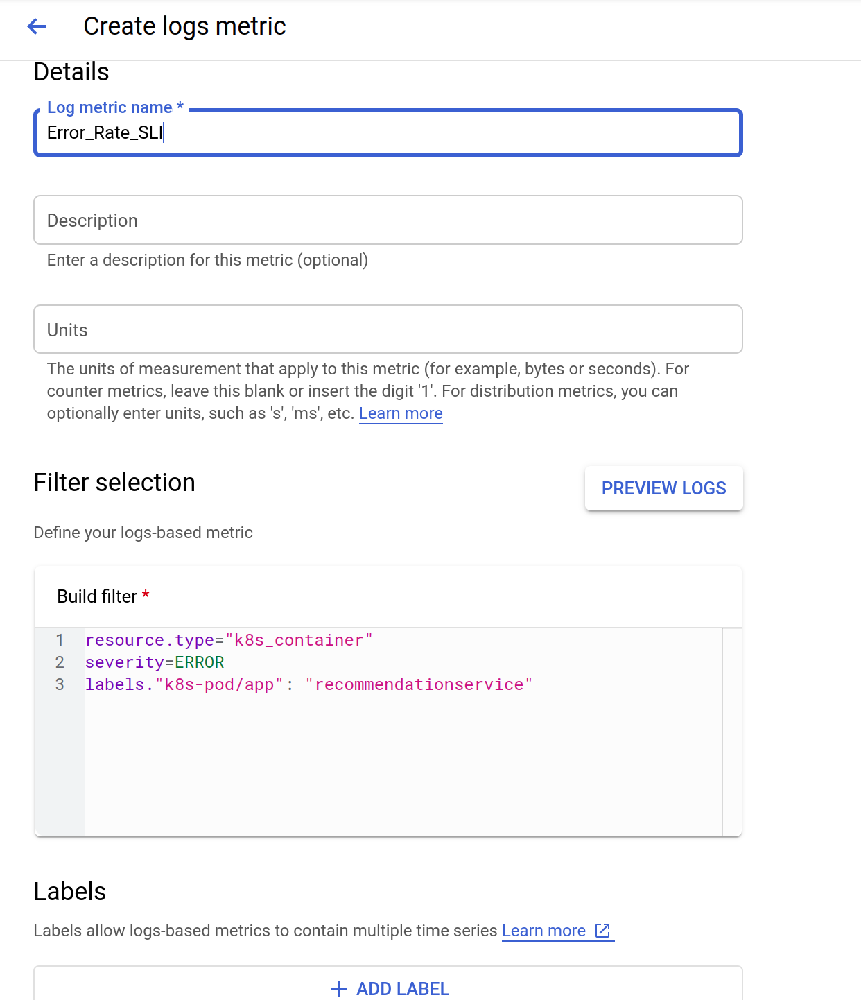 Create logs metric
Details
Log metric name *
Error_Rate_SLI
Description
Enter a description for this metric (optional)
Units
The units of measurement that apply to this metric (for example, bytes or seconds). For
counter metrics, leave this blank or insert the digit '1'. For distribution metrics, you can
optionally enter units, such as 's', 'ms', etc. Learn more
Filter selection
PREVIEW LOGS
Define your logs-based metric
Build filter *
1 resource.type="k8s_container"
2 severity=ERROR
3 labels."k8s-pod/app": "recommendationservice"
Labels
Labels allow logs-based metrics to contain multiple time series Learn more
+ ADD LABEL